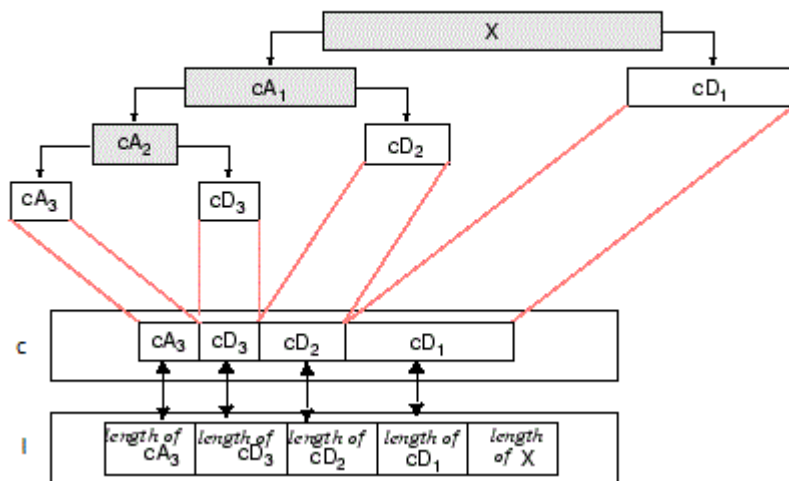 X
cA₁
cD₁
cA₂
cD₂
cA₃
cD₃
c
cA₃ cD₃ cD₂ cD₁
l
length of cA₃
length of cD₃
length of cD₂
length of cD₁
length of X